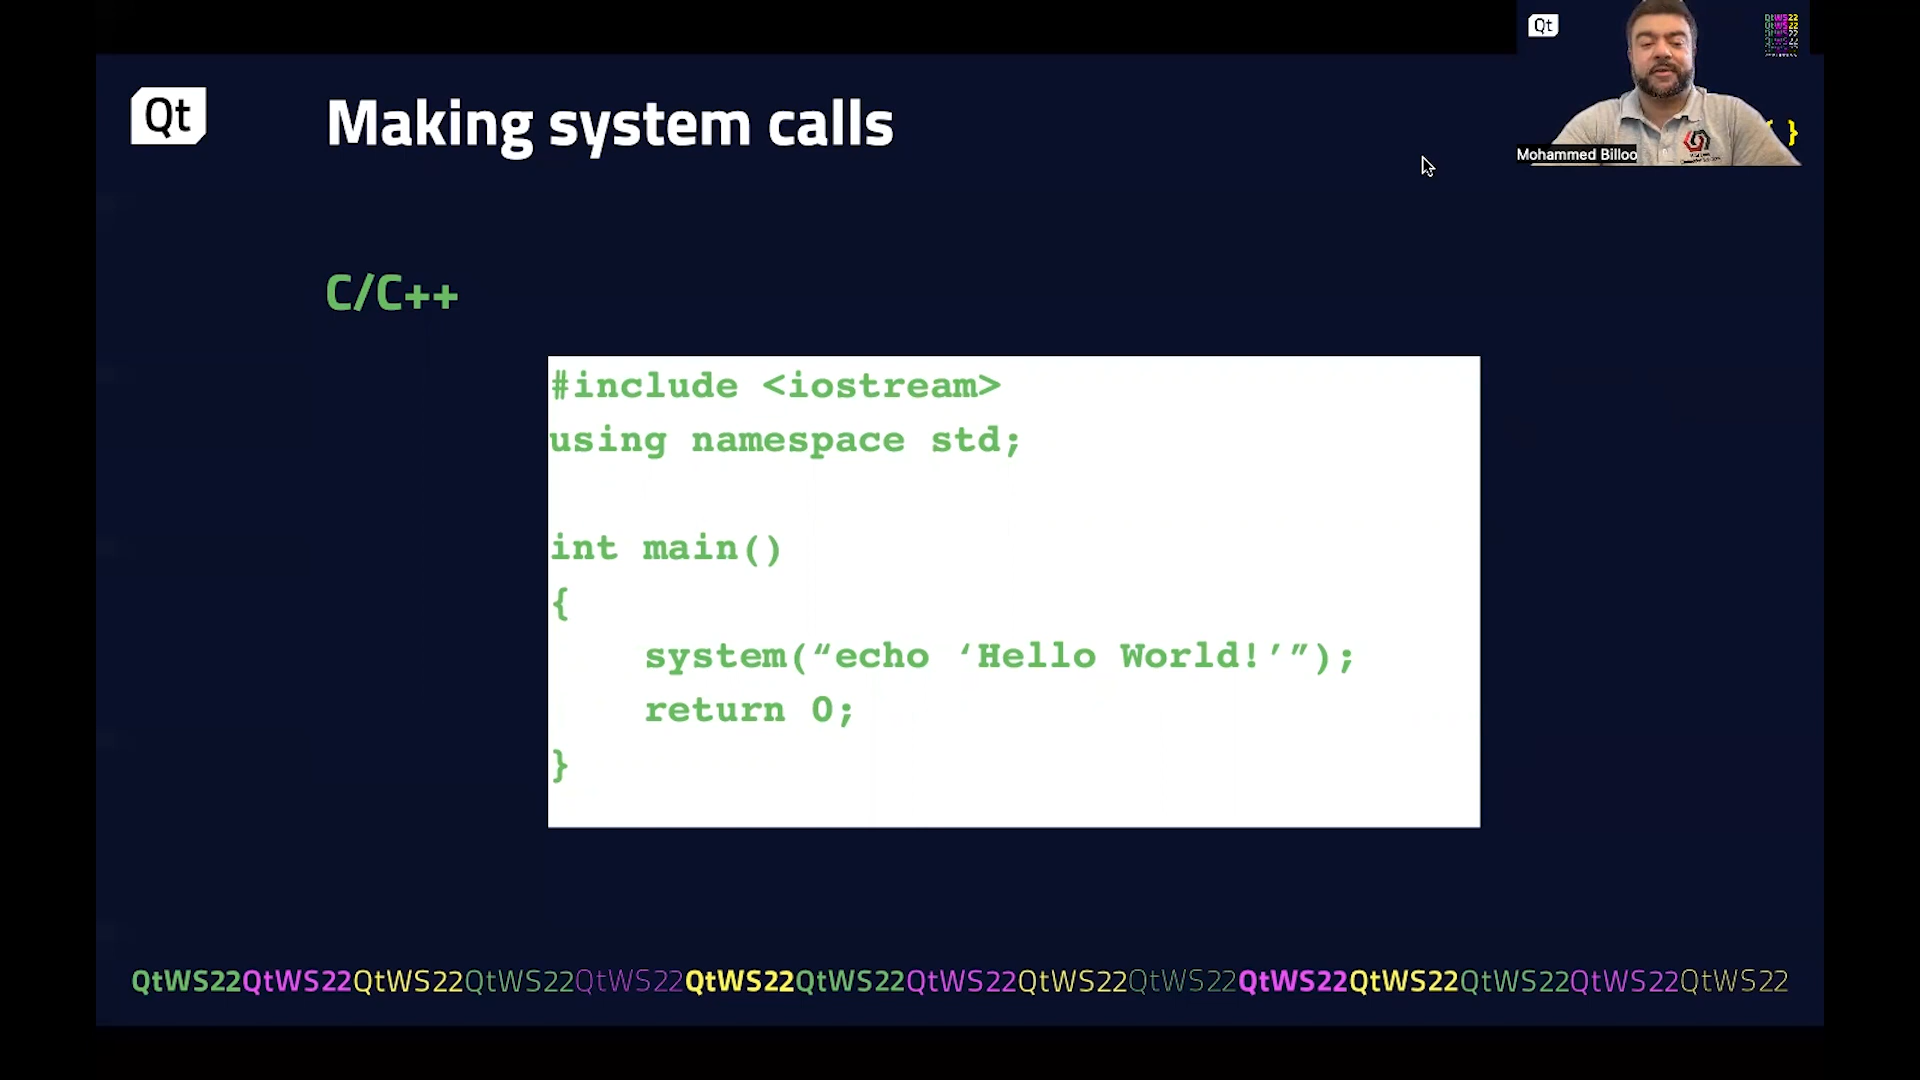 Qt
Making system calls
Qt
QtWS22
Mohammed Billoo
}
C/C++
#include <iostream>
using namespace std;
int main()
{
system(“echo ‘Hello World!’”);
return 0;
}
QtWS22QtWS22QtWS22QtWS22QtWS22QtWS22QtWS22QtWS22QtWS22QtWS22QtWS22QtWS22QtWS22QtWS22QtWS22